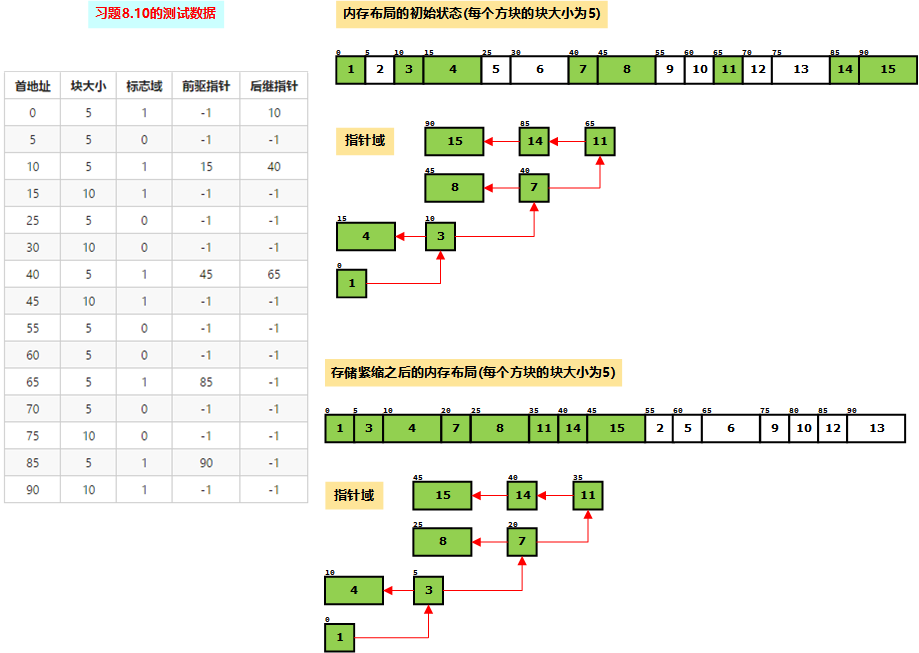 习题8.10的测试数据
首地址 块大小 标志域 前驱指针 后继指针
0 5 1 -1 10
5 5 0 -1 -1
10 5 1 15 40
15 10 1 -1 -1
25 5 0 -1 -1
30 10 0 -1 -1
40 5 1 45 65
45 10 1 -1 -1
55 5 0 -1 -1
60 5 0 -1 -1
65 5 1 85 -1
70 5 0 -1 -1
75 10 0 -1 -1
85 5 1 90 -1
90 10 1 -1 -1
内存布局的初始状态(每个方块的块大小为5)
0 5 10 15 25 30 40 45 55 60 65 70 75 85 90
1 2 3 4 5 6 7 8 9 10 11 12 13 14 15
指针域
90 85 65
15 14 11
45 40
8 7
15 10
4 3
0
1
存储紧缩之后的内存布局(每个方块的块大小为5)
0 5 10 20 25 35 40 45 55 60 65 75 80 85 90
1 3 4 7 8 11 14 15 2 5 6 9 10 12 13
指针域
45 40 35
15 14 11
25 20
8 7
10 5
4 3
0
1